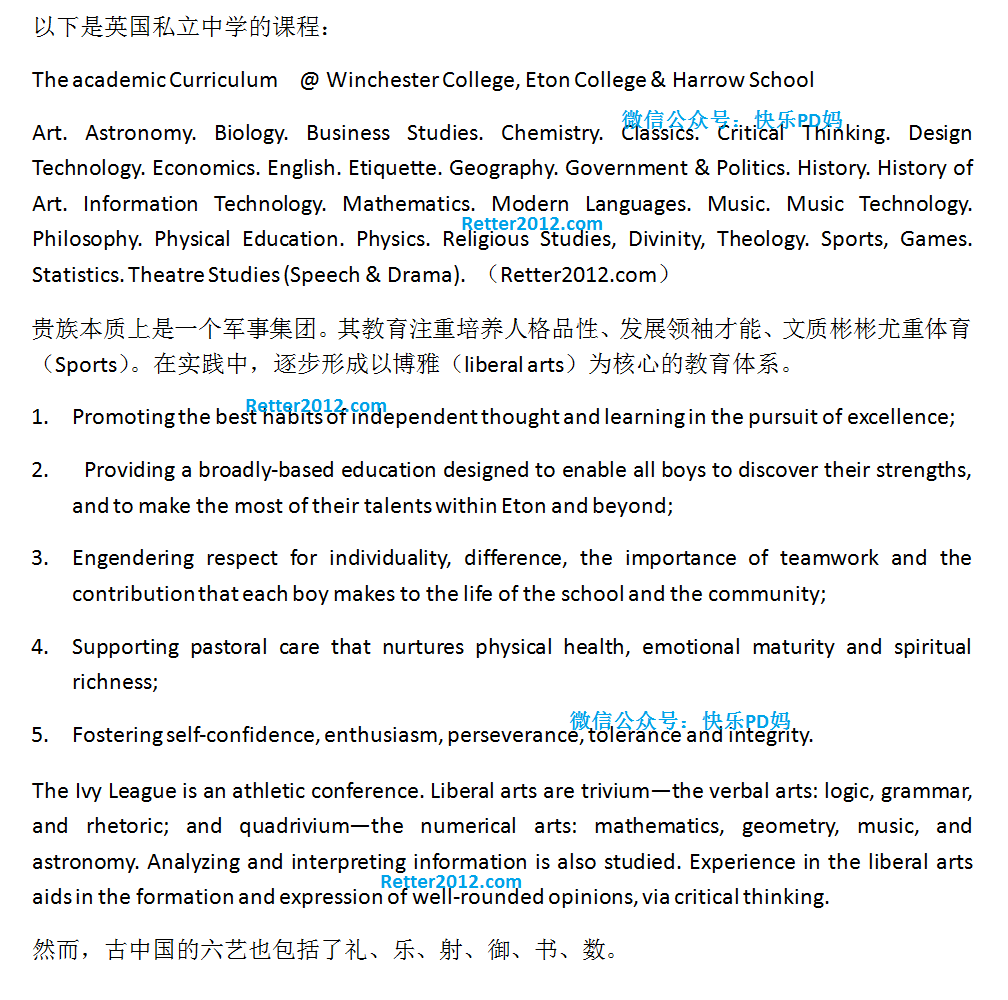 以下是英国私立中学的课程：
The academic Curriculum @ Winchester College, Eton College & Harrow School
微信公众号：快乐PD妈
Art. Astronomy. Biology. Business Studies. Chemistry. Classics. Critical Thinking. Design
Technology. Economics. English. Etiquette. Geography. Government & Politics. History. History of
Art. Information Technology. Mathematics. Modern Languages. Music. Music Technology.
Retter2012.com
Philosophy. Physical Education. Physics. Religious Studies, Divinity, Theology. Sports, Games.
Statistics. Theatre Studies (Speech & Drama). （Retter2012.com）
贵族本质上是一个军事集团。其教育注重培养人格品性、发展领袖才能、文质彬彬尤重体育
（Sports）。在实践中，逐步形成以博雅（liberal arts）为核心的教育体系。
Retter2012.com
1. Promoting the best habits of independent thought and learning in the pursuit of excellence;
2. Providing a broadly-based education designed to enable all boys to discover their strengths,
and to make the most of their talents within Eton and beyond;
3. Engendering respect for individuality, difference, the importance of teamwork and the
contribution that each boy makes to the life of the school and the community;
4. Supporting pastoral care that nurtures physical health, emotional maturity and spiritual
richness;
微信公众号：快乐PD妈
5. Fostering self-confidence, enthusiasm, perseverance, tolerance and integrity.
The Ivy League is an athletic conference. Liberal arts are trivium—the verbal arts: logic, grammar,
and rhetoric; and quadrivium—the numerical arts: mathematics, geometry, music, and
astronomy. Analyzing and interpreting information is also studied. Experience in the liberal arts
Retter2012.com
aids in the formation and expression of well-rounded opinions, via critical thinking.
然而，古中国的六艺也包括了礼、乐、射、御、书、数。